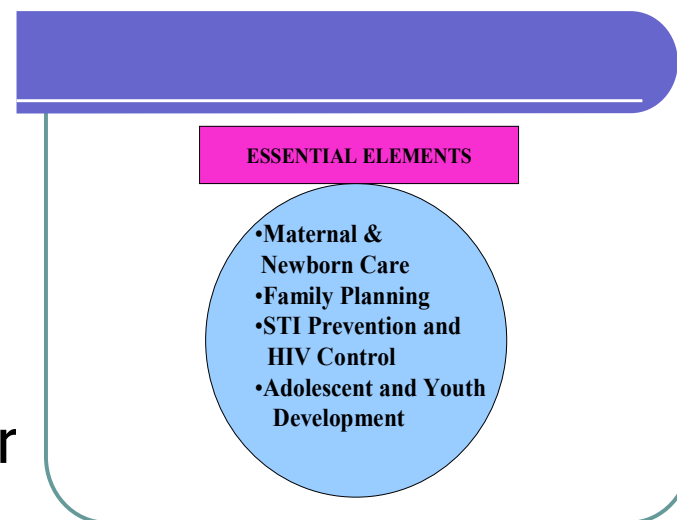 ESSENTIAL ELEMENTS
•Maternal &
Newborn Care
•Family Planning
•STI Prevention and
HIV Control
•Adolescent and Youth
Development
r